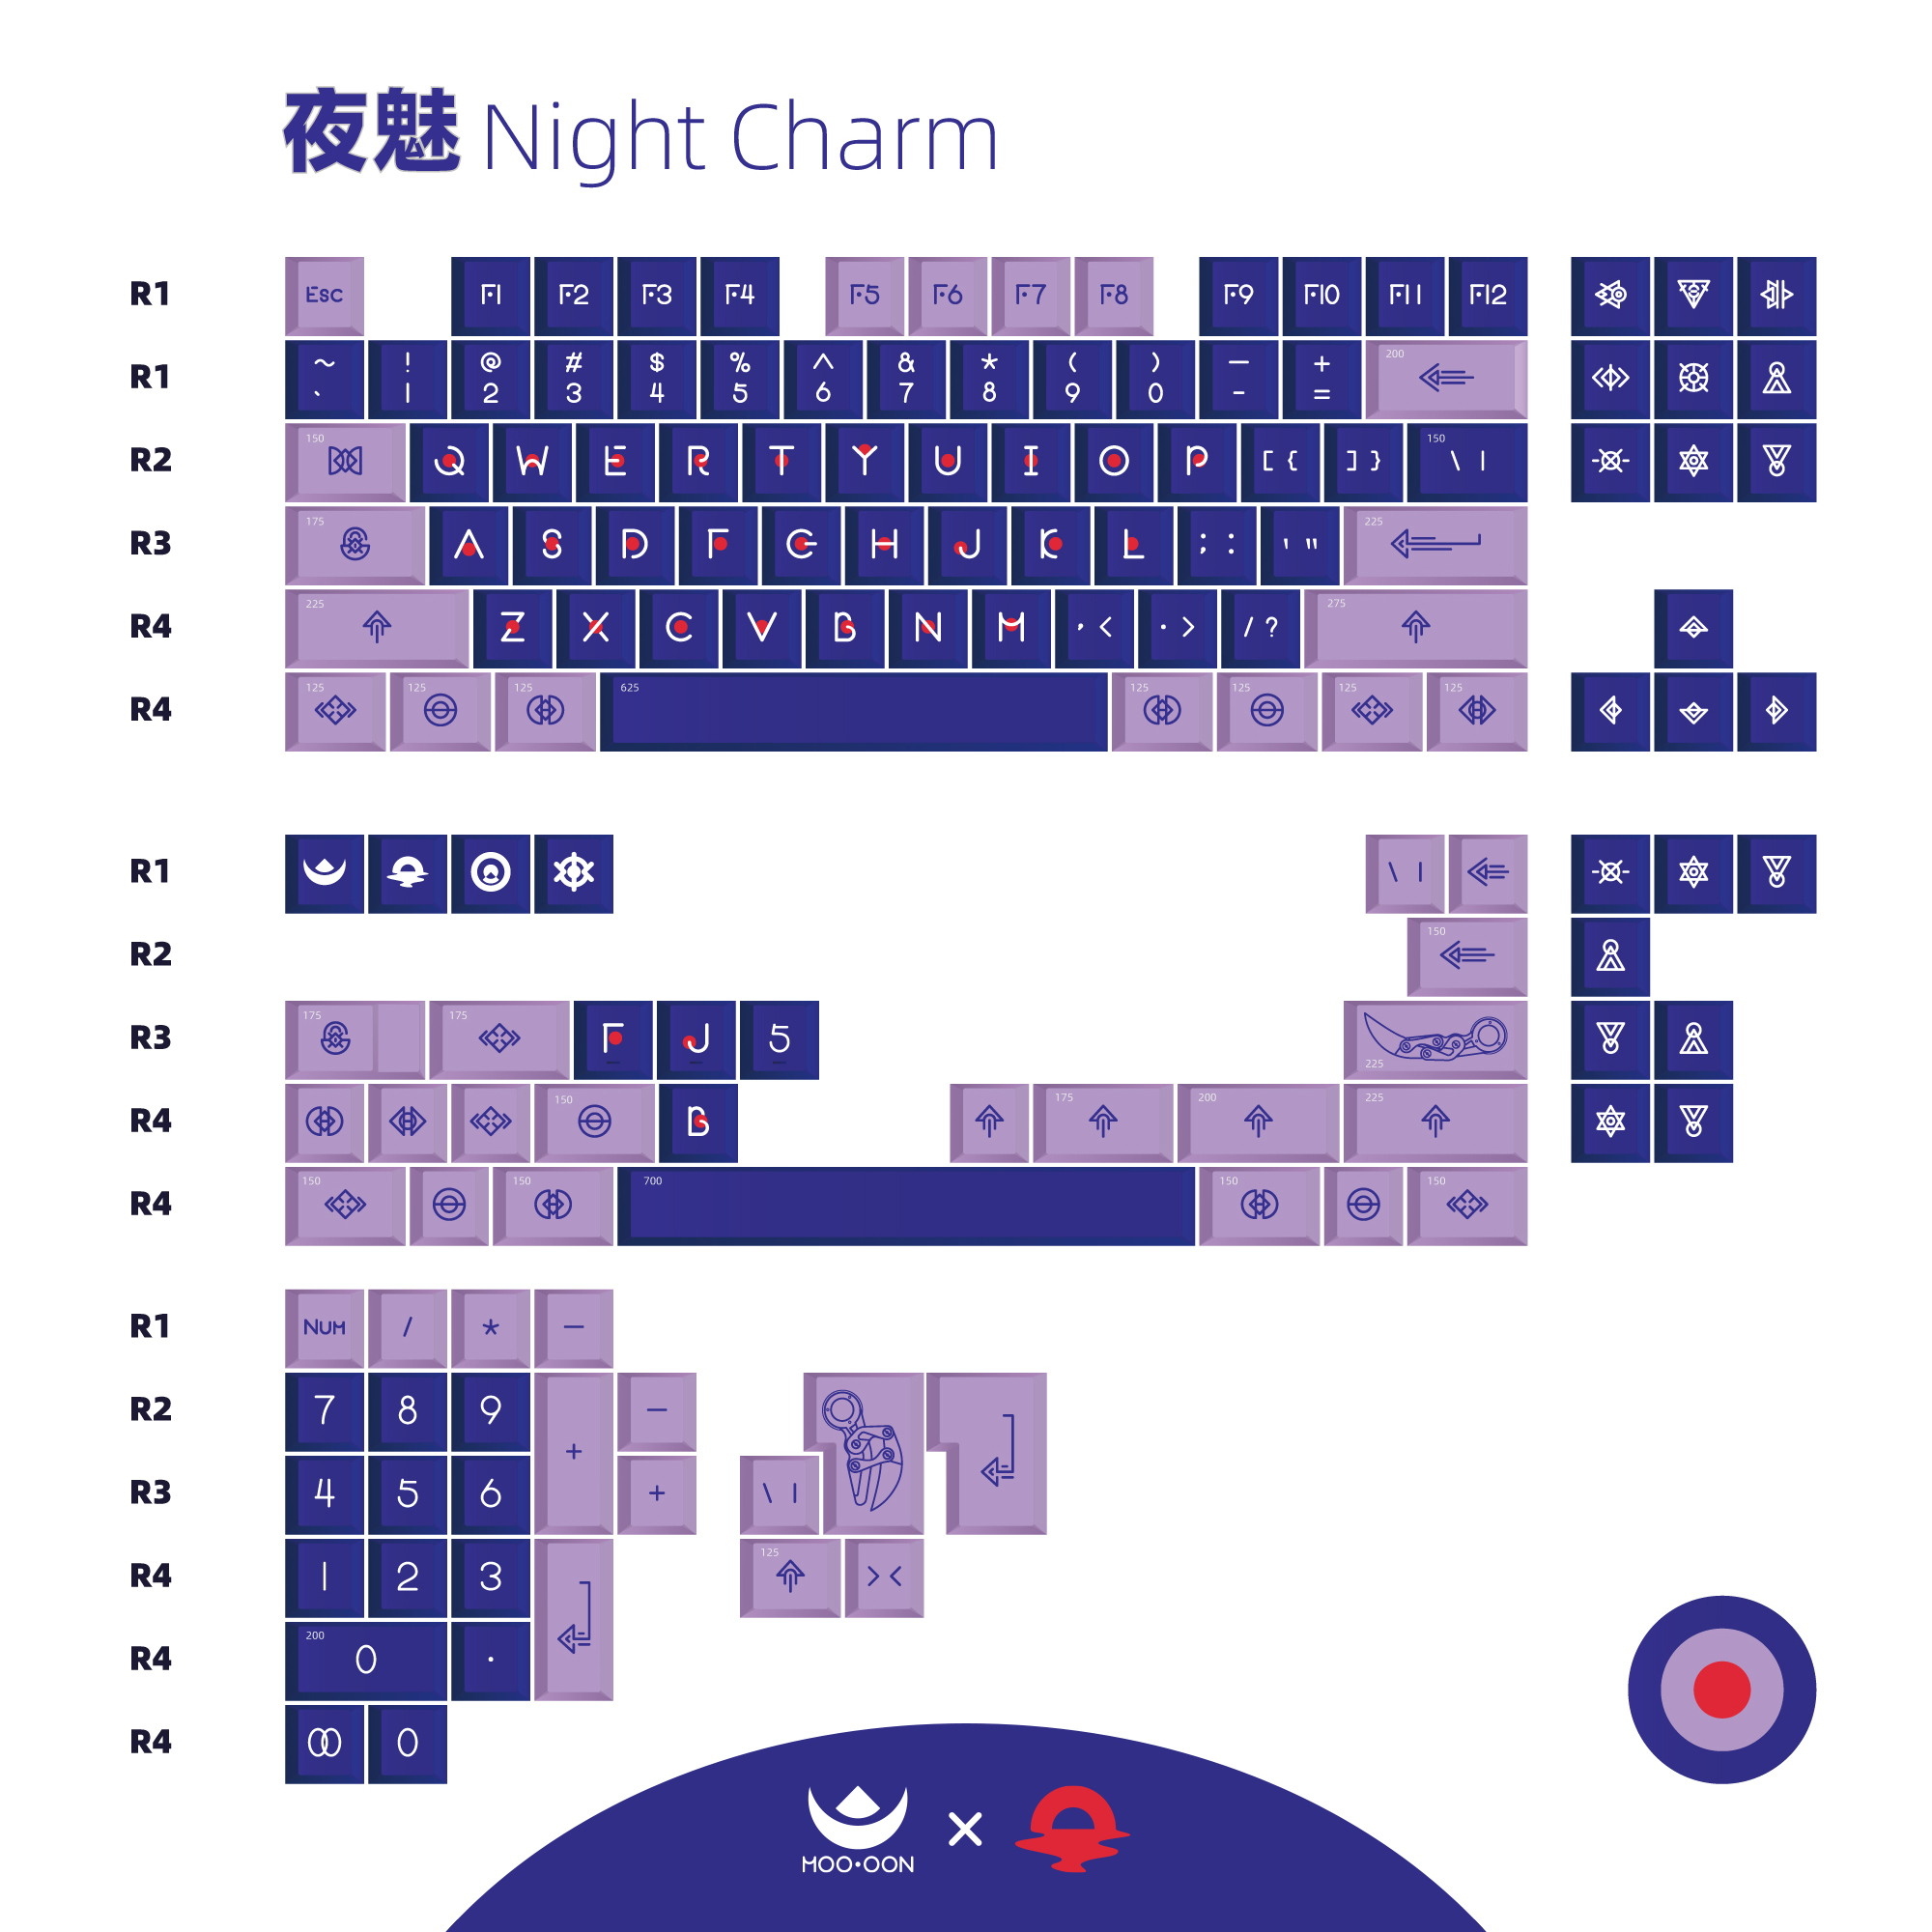 夜魅 Night Charm
R1 Esc F1 F2 F3 F4 F5 F6 F7 F8 F9 F10 F11 F12
R1 ~ ` ! 1 @ 2 # 3 $ 4 % 5 ^ 6 & 7 * 8 ( 9 ) 0 — - + = 200
R2 150 Q W E R T Y U I O P [ { ] } 150 \ |
R3 175 A S D F G H J K L ; : ' " 225
R4 225 Z X C V B N M , < . > / ? 275
R4 125 125 125 625 125 125 125 125
R1 \ |
R2 150
R3 175 175 F J 5 225
R4 150 B 175 200 225
R4 150 150 700 150 150
R1 Num / * —
R2 7 8 9 + —
R3 4 5 6 + \ |
R4 1 2 3 125 > <
R4 200 0 .
R4 00 0
MOO•OON ×